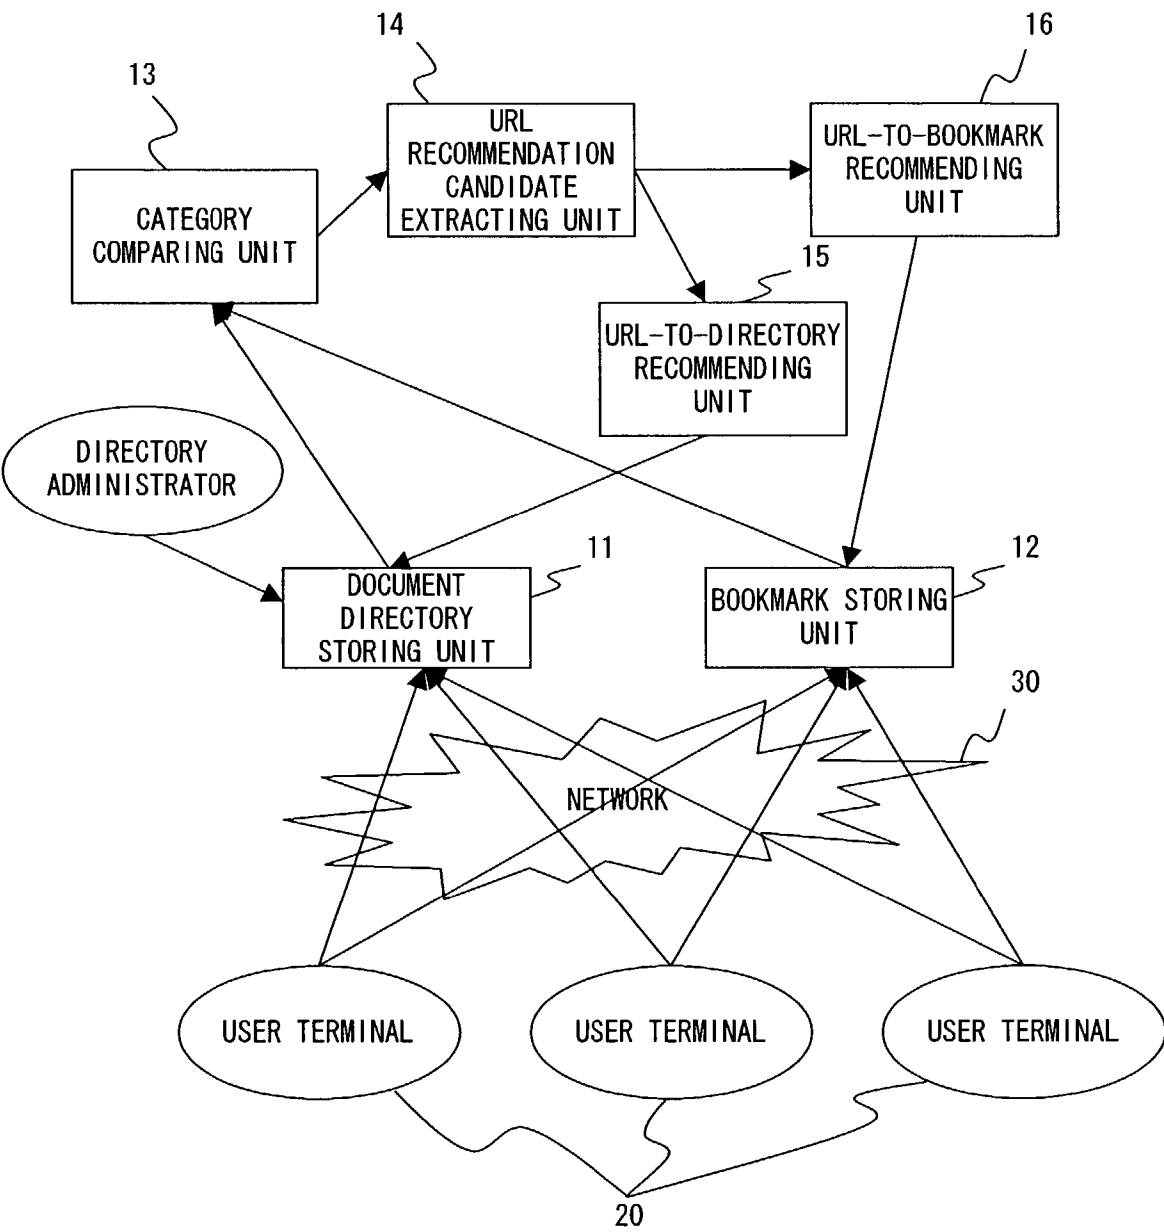 14
16
13
URL
RECOMMENDATION
CANDIDATE
EXTRACTING UNIT
URL-TO-BOOKMARK
RECOMMENDING
UNIT
CATEGORY
COMPARING UNIT
15
URL-TO-DIRECTORY
RECOMMENDING
UNIT
DIRECTORY
ADMINISTRATOR
11
12
DOCUMENT
DIRECTORY
STORING UNIT
BOOKMARK STORING
UNIT
30
NETWORK
USER TERMINAL
USER TERMINAL
USER TERMINAL
20